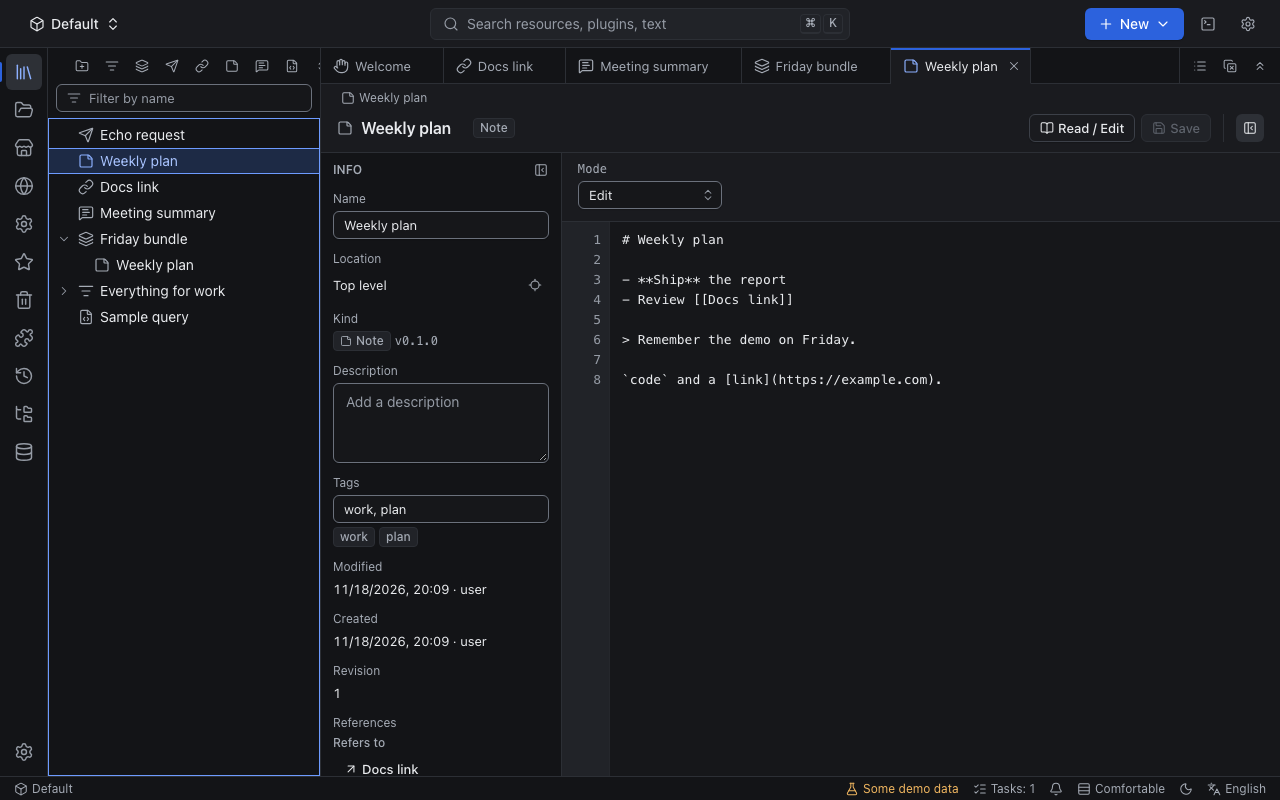 Default
Search resources, plugins, text
⌘ K
New
Welcome
Docs link
Meeting summary
Friday bundle
Weekly plan
Filter by name
Echo request
Weekly plan
Docs link
Meeting summary
Friday bundle
Weekly plan
Everything for work
Sample query
Weekly plan
Weekly plan
Note
Read / Edit
Save
INFO
Name
Weekly plan
Location
Top level
Kind
Note v0.1.0
Description
Add a description
Tags
work, plan
work plan
Modified
11/18/2026, 20:09 · user
Created
11/18/2026, 20:09 · user
Revision
1
References
Refers to
Docs link
Mode
Edit
1 # Weekly plan
2
3 - **Ship** the report
4 - Review [[Docs link]]
5
6 > Remember the demo on Friday.
7
8 `code` and a [link](https://example.com).
Default
Some demo data
Tasks: 1
Comfortable
English